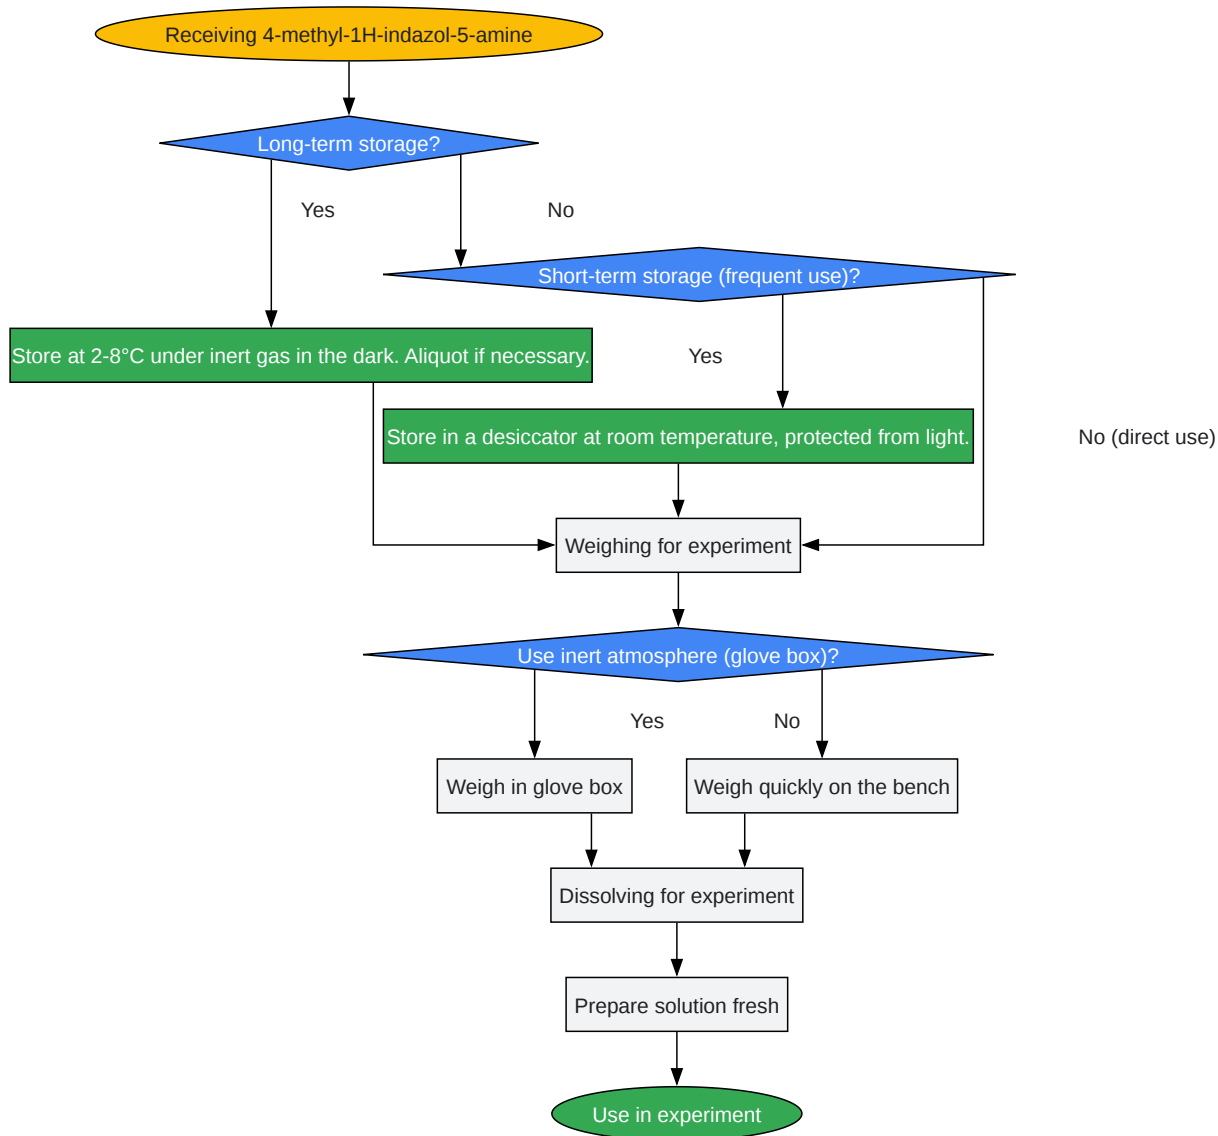 Receiving 4-methyl-1H-indazol-5-amine
Long-term storage?
Yes
No
Short-term storage (frequent use)?
Store at 2-8°C under inert gas in the dark. Aliquot if necessary.
Yes
Store in a desiccator at room temperature, protected from light.
No (direct use)
Weighing for experiment
Use inert atmosphere (glove box)?
Yes
No
Weigh in glove box
Weigh quickly on the bench
Dissolving for experiment
Prepare solution fresh
Use in experiment